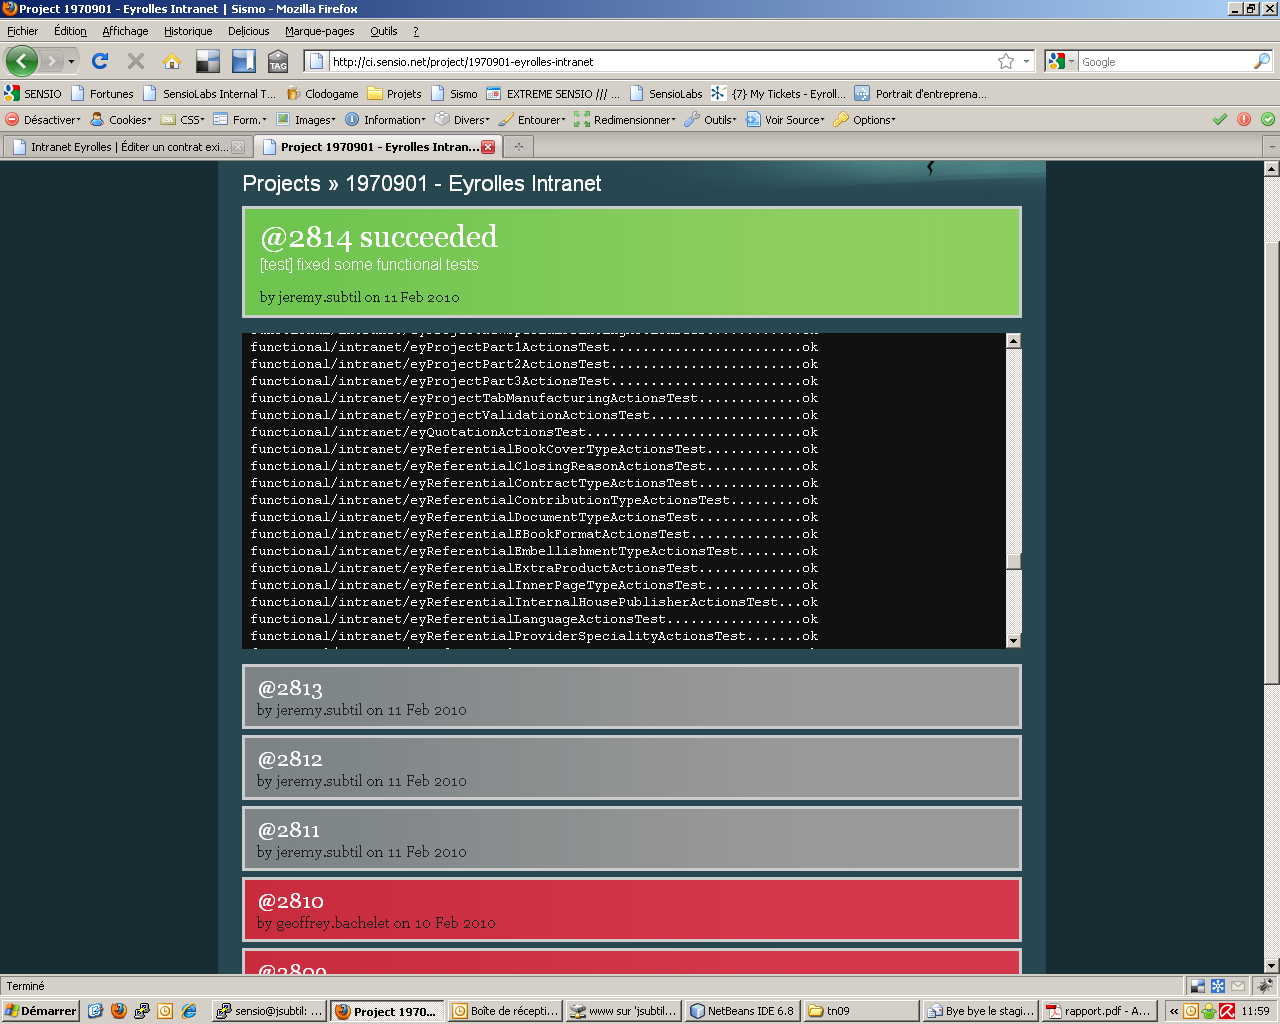 Project 1970901 - Eyrolles Intranet | Sismo - Mozilla Firefox
Fichier Édition Affichage Historique Delicious Marque-pages Outils ?
TAG http://ci.sensio.net/project/1970901-eyrolles-intranet Google
SENSIO Fortunes SensioLabs Internal T... Clodogame Projets Sismo EXTREME SENSIO /// ... SensioLabs {7} My Tickets - Eyroll... Portrait d'entreprena...
Désactiver Cookies CSS Form. Images Information Divers Entourer Redimensionner Outils Voir Source Options
Intranet Eyrolles | Éditer un contrat exi... Project 1970901 - Eyrolles Intran...
Projects » 1970901 - Eyrolles Intranet
@2814 succeeded
[test] fixed some functional tests
by jeremy.subtil on 11 Feb 2010
functional/intranet/eyProjectPart1ActionsTest........................ok
functional/intranet/eyProjectPart2ActionsTest........................ok
functional/intranet/eyProjectPart3ActionsTest........................ok
functional/intranet/eyProjectTabManufacturingActionsTest.............ok
functional/intranet/eyProjectValidationActionsTest...................ok
functional/intranet/eyQuotationActionsTest...........................ok
functional/intranet/eyReferentialBookCoverTypeActionsTest............ok
functional/intranet/eyReferentialClosingReasonActionsTest............ok
functional/intranet/eyReferentialContractTypeActionsTest.............ok
functional/intranet/eyReferentialContributionTypeActionsTest.........ok
functional/intranet/eyReferentialDocumentTypeActionsTest.............ok
functional/intranet/eyReferentialEBookFormatActionsTest..............ok
functional/intranet/eyReferentialEmbellishmentTypeActionsTest........ok
functional/intranet/eyReferentialExtraProductActionsTest.............ok
functional/intranet/eyReferentialInnerPageTypeActionsTest............ok
functional/intranet/eyReferentialInternalHousePublisherActionsTest...ok
functional/intranet/eyReferentialLanguageActionsTest.................ok
functional/intranet/eyReferentialProviderSpecialityActionsTest.......ok
@2813
by jeremy.subtil on 11 Feb 2010
@2812
by jeremy.subtil on 11 Feb 2010
@2811
by jeremy.subtil on 11 Feb 2010
@2810
by geoffrey.bachelet on 10 Feb 2010
@2809
Terminé
Démarrer sensio@jsubtil: ... Project 1970... Boîte de récepti... www sur 'jsubtil... NetBeans IDE 6.8 tn09 Bye bye le stagi... rapport.pdf - A... « 11:59